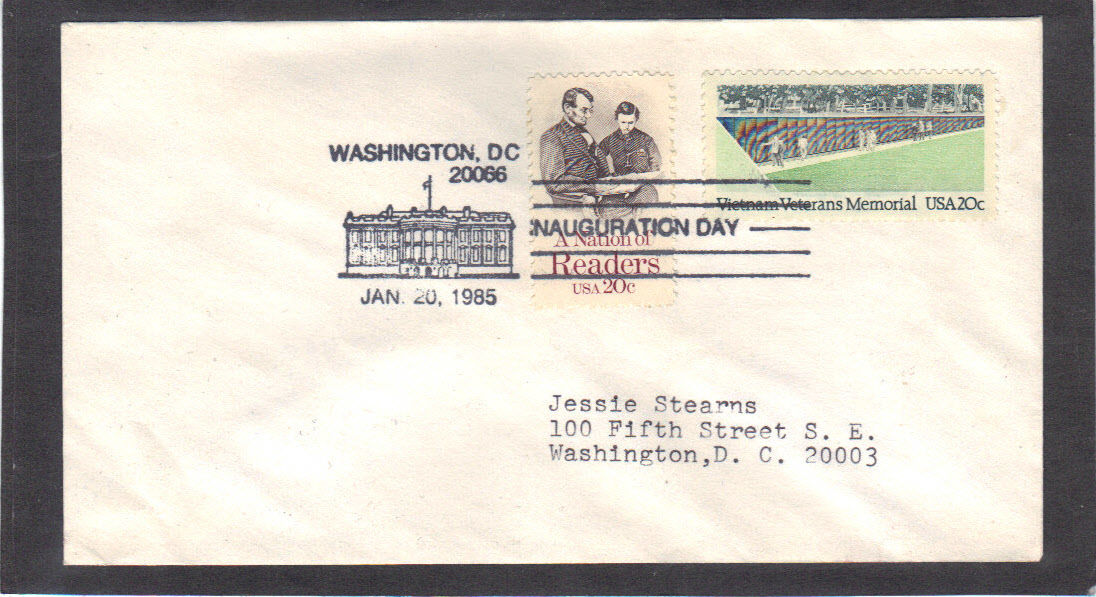 WASHINGTON, DC
20066
INAUGURATION DAY
JAN. 20, 1985
A Nation of
Readers
USA 20c
Vietnam Veterans Memorial USA 20c
Jessie Stearns
100 Fifth Street S. E.
Washington,D. C. 20003